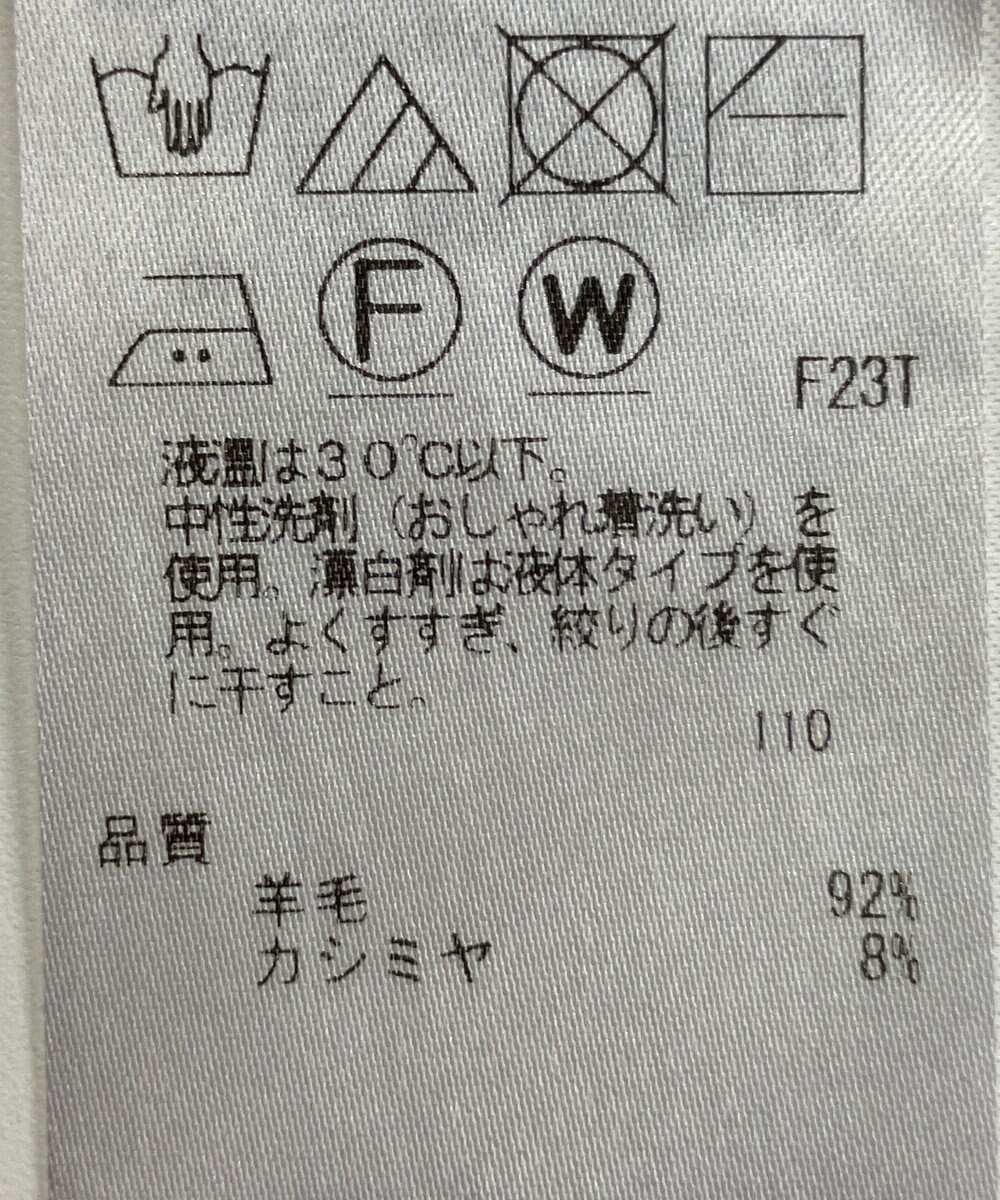 F W
F23T
液温は30℃以下。
中性洗剤(おしゃれ着洗い)を
使用。漂白剤は液体タイプを使
用。よくすすぎ、絞りの後すぐ
に干すこと。
110
品質
羊毛 92%
カシミヤ 8%